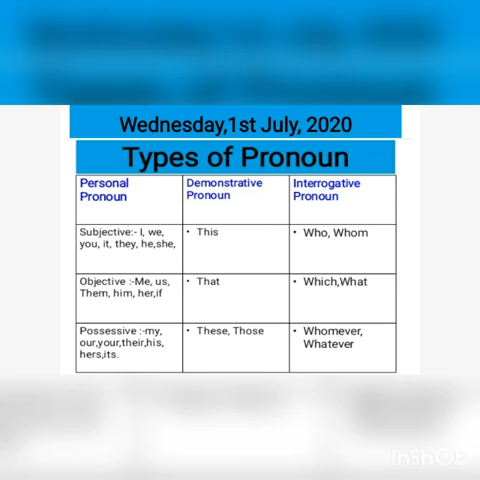 Wednesday,1st July, 2020
Types of Pronoun
Personal
Pronoun
Demonstrative
Pronoun
Interrogative
Pronoun
Subjective:- I, we,
you, it, they, he,she,
• This
• Who, Whom
Objective :-Me, us,
Them, him, her,if
• That
• Which,What
Possessive :-my,
our,your,their,his,
hers,its.
• These, Those
• Whomever,
Whatever
InShOt